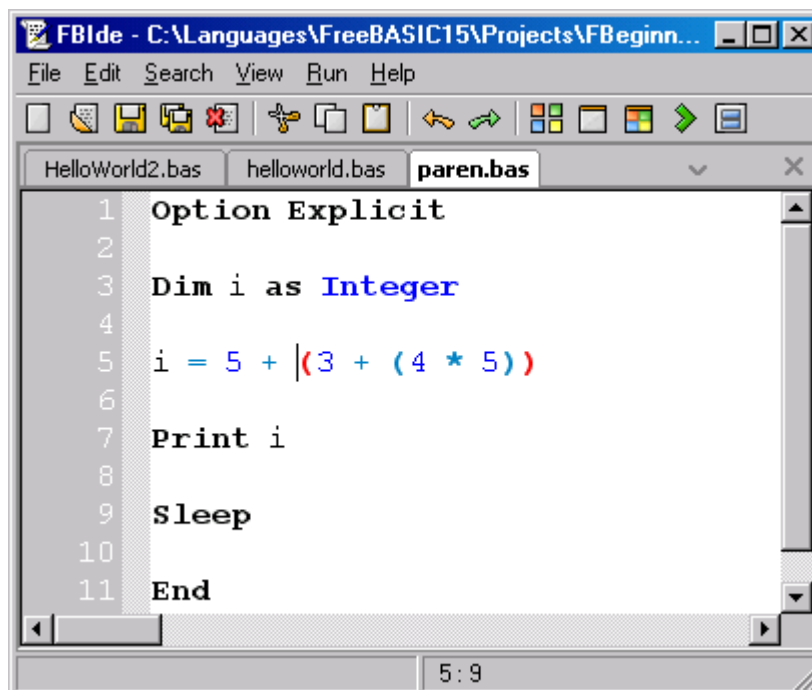 FBIde - C:\Languages\FreeBASIC15\Projects\FBeginn...
File Edit Search View Run Help
HelloWorld2.bas helloworld.bas paren.bas
1 Option Explicit
2
3 Dim i as Integer
4
5 i = 5 + (3 + (4 * 5))
6
7 Print i
8
9 Sleep
10
11 End
5:9